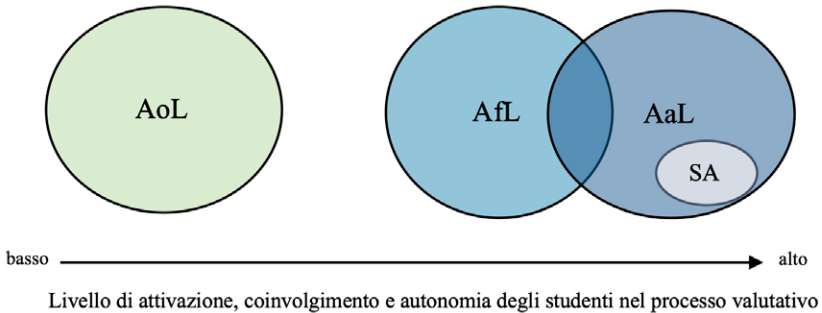 AoL
AfL
AaL
SA
basso
alto
Livello di attivazione, coinvolgimento e autonomia degli studenti nel processo valutativo